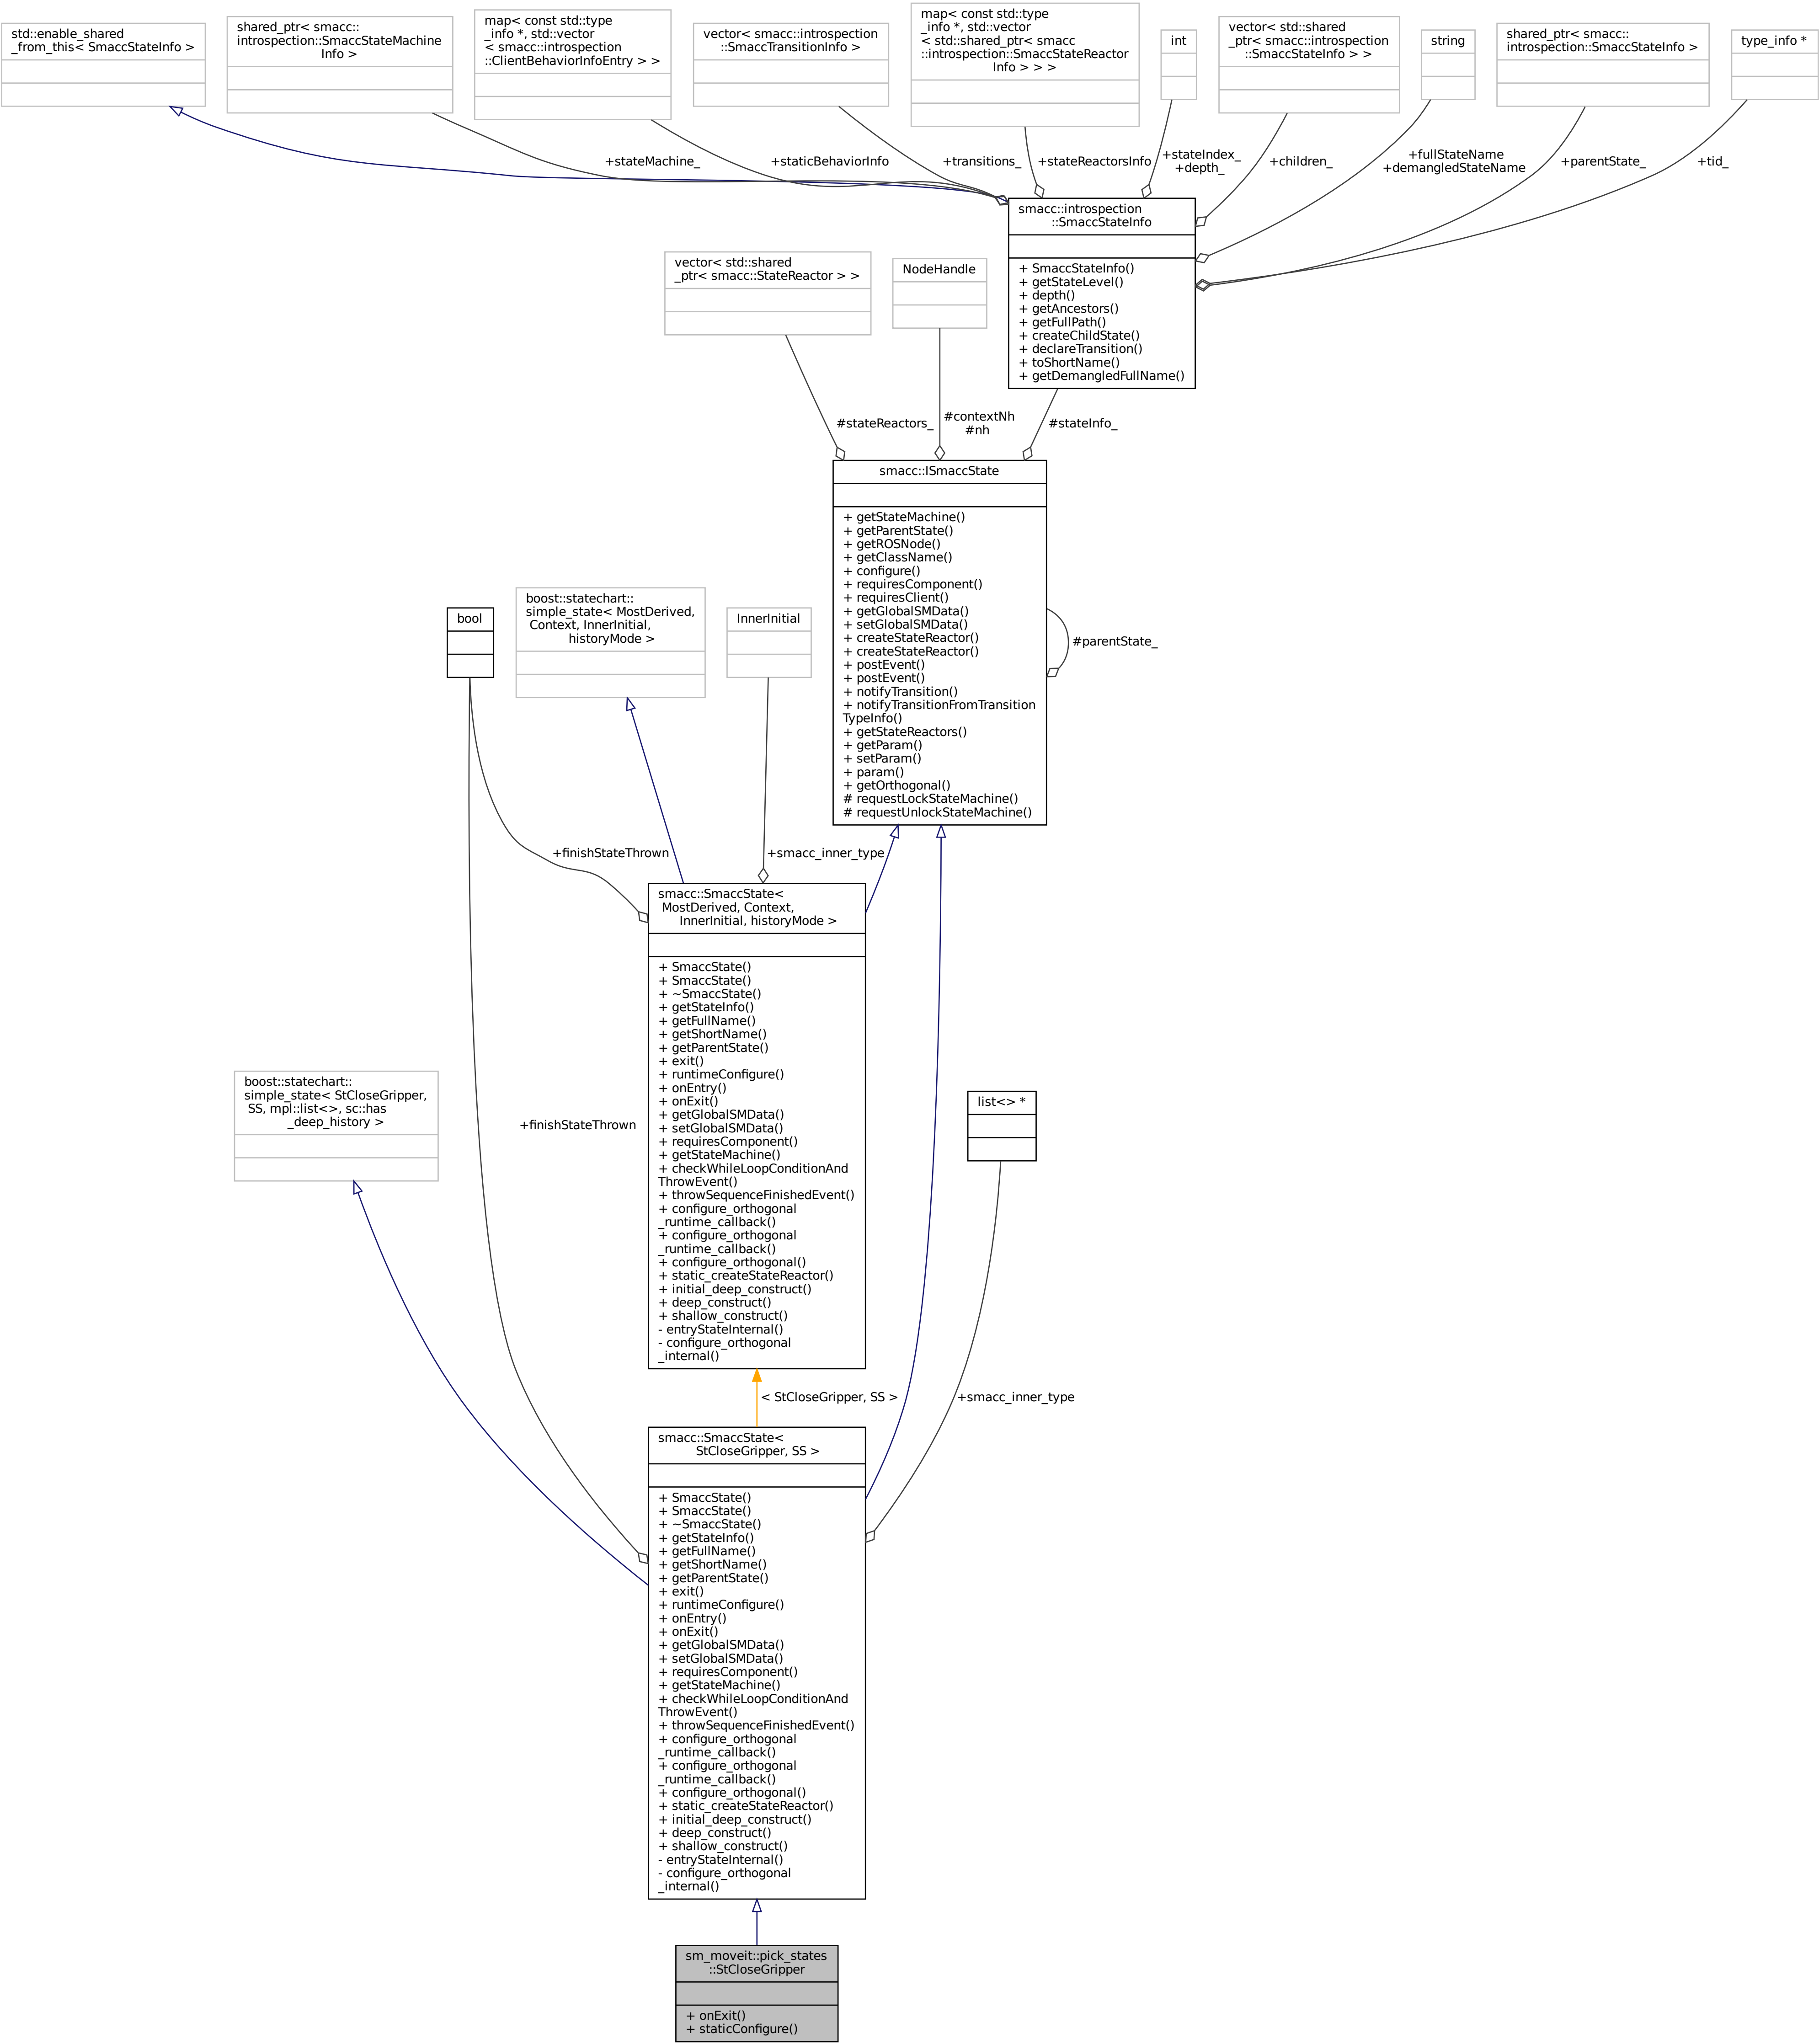 std::enable_shared
_from_this< SmaccStateInfo >
shared_ptr< smacc::
introspection::SmaccStateMachine
Info >
map< const std::type
_info *, std::vector
< smacc::introspection
::ClientBehaviorInfoEntry > >
vector< smacc::introspection
::SmaccTransitionInfo >
map< const std::type
_info *, std::vector
< std::shared_ptr< smacc
::introspection::SmaccStateReactor
Info > > >
int
vector< std::shared
_ptr< smacc::introspection
::SmaccStateInfo > >
string
shared_ptr< smacc::
introspection::SmaccStateInfo >
type_info *
+stateMachine_
+staticBehaviorInfo
+transitions_
+stateReactorsInfo
+stateIndex_
+depth_
+children_
+fullStateName
+demangledStateName
+parentState_
+tid_
smacc::introspection
::SmaccStateInfo
+ SmaccStateInfo()
+ getStateLevel()
+ depth()
+ getAncestors()
+ getFullPath()
+ createChildState()
+ declareTransition()
+ toShortName()
+ getDemangledFullName()
vector< std::shared
_ptr< smacc::StateReactor > >
NodeHandle
#stateReactors_
#contextNh
#nh
#stateInfo_
smacc::ISmaccState
+ getStateMachine()
+ getParentState()
+ getROSNode()
+ getClassName()
+ configure()
+ requiresComponent()
+ requiresClient()
+ getGlobalSMData()
+ setGlobalSMData()
+ createStateReactor()
+ createStateReactor()
+ postEvent()
+ postEvent()
+ notifyTransition()
+ notifyTransitionFromTransition
TypeInfo()
+ getStateReactors()
+ getParam()
+ setParam()
+ param()
+ getOrthogonal()
# requestLockStateMachine()
# requestUnlockStateMachine()
#parentState_
bool
boost::statechart::
simple_state< MostDerived,
Context, InnerInitial,
historyMode >
InnerInitial
+finishStateThrown
+smacc_inner_type
smacc::SmaccState<
MostDerived, Context,
InnerInitial, historyMode >
+ SmaccState()
+ SmaccState()
+ ~SmaccState()
+ getStateInfo()
+ getFullName()
+ getShortName()
+ getParentState()
+ exit()
+ runtimeConfigure()
+ onEntry()
+ onExit()
+ getGlobalSMData()
+ setGlobalSMData()
+ requiresComponent()
+ getStateMachine()
+ checkWhileLoopConditionAnd
ThrowEvent()
+ throwSequenceFinishedEvent()
+ configure_orthogonal
_runtime_callback()
+ configure_orthogonal
_runtime_callback()
+ configure_orthogonal()
+ static_createStateReactor()
+ initial_deep_construct()
+ deep_construct()
+ shallow_construct()
- entryStateInternal()
- configure_orthogonal
_internal()
boost::statechart::
simple_state< StCloseGripper,
SS, mpl::list<>, sc::has
_deep_history >
+finishStateThrown
list<> *
< StCloseGripper, SS >
+smacc_inner_type
smacc::SmaccState<
StCloseGripper, SS >
+ SmaccState()
+ SmaccState()
+ ~SmaccState()
+ getStateInfo()
+ getFullName()
+ getShortName()
+ getParentState()
+ exit()
+ runtimeConfigure()
+ onEntry()
+ onExit()
+ getGlobalSMData()
+ setGlobalSMData()
+ requiresComponent()
+ getStateMachine()
+ checkWhileLoopConditionAnd
ThrowEvent()
+ throwSequenceFinishedEvent()
+ configure_orthogonal
_runtime_callback()
+ configure_orthogonal
_runtime_callback()
+ configure_orthogonal()
+ static_createStateReactor()
+ initial_deep_construct()
+ deep_construct()
+ shallow_construct()
- entryStateInternal()
- configure_orthogonal
_internal()
sm_moveit::pick_states
::StCloseGripper
+ onExit()
+ staticConfigure()